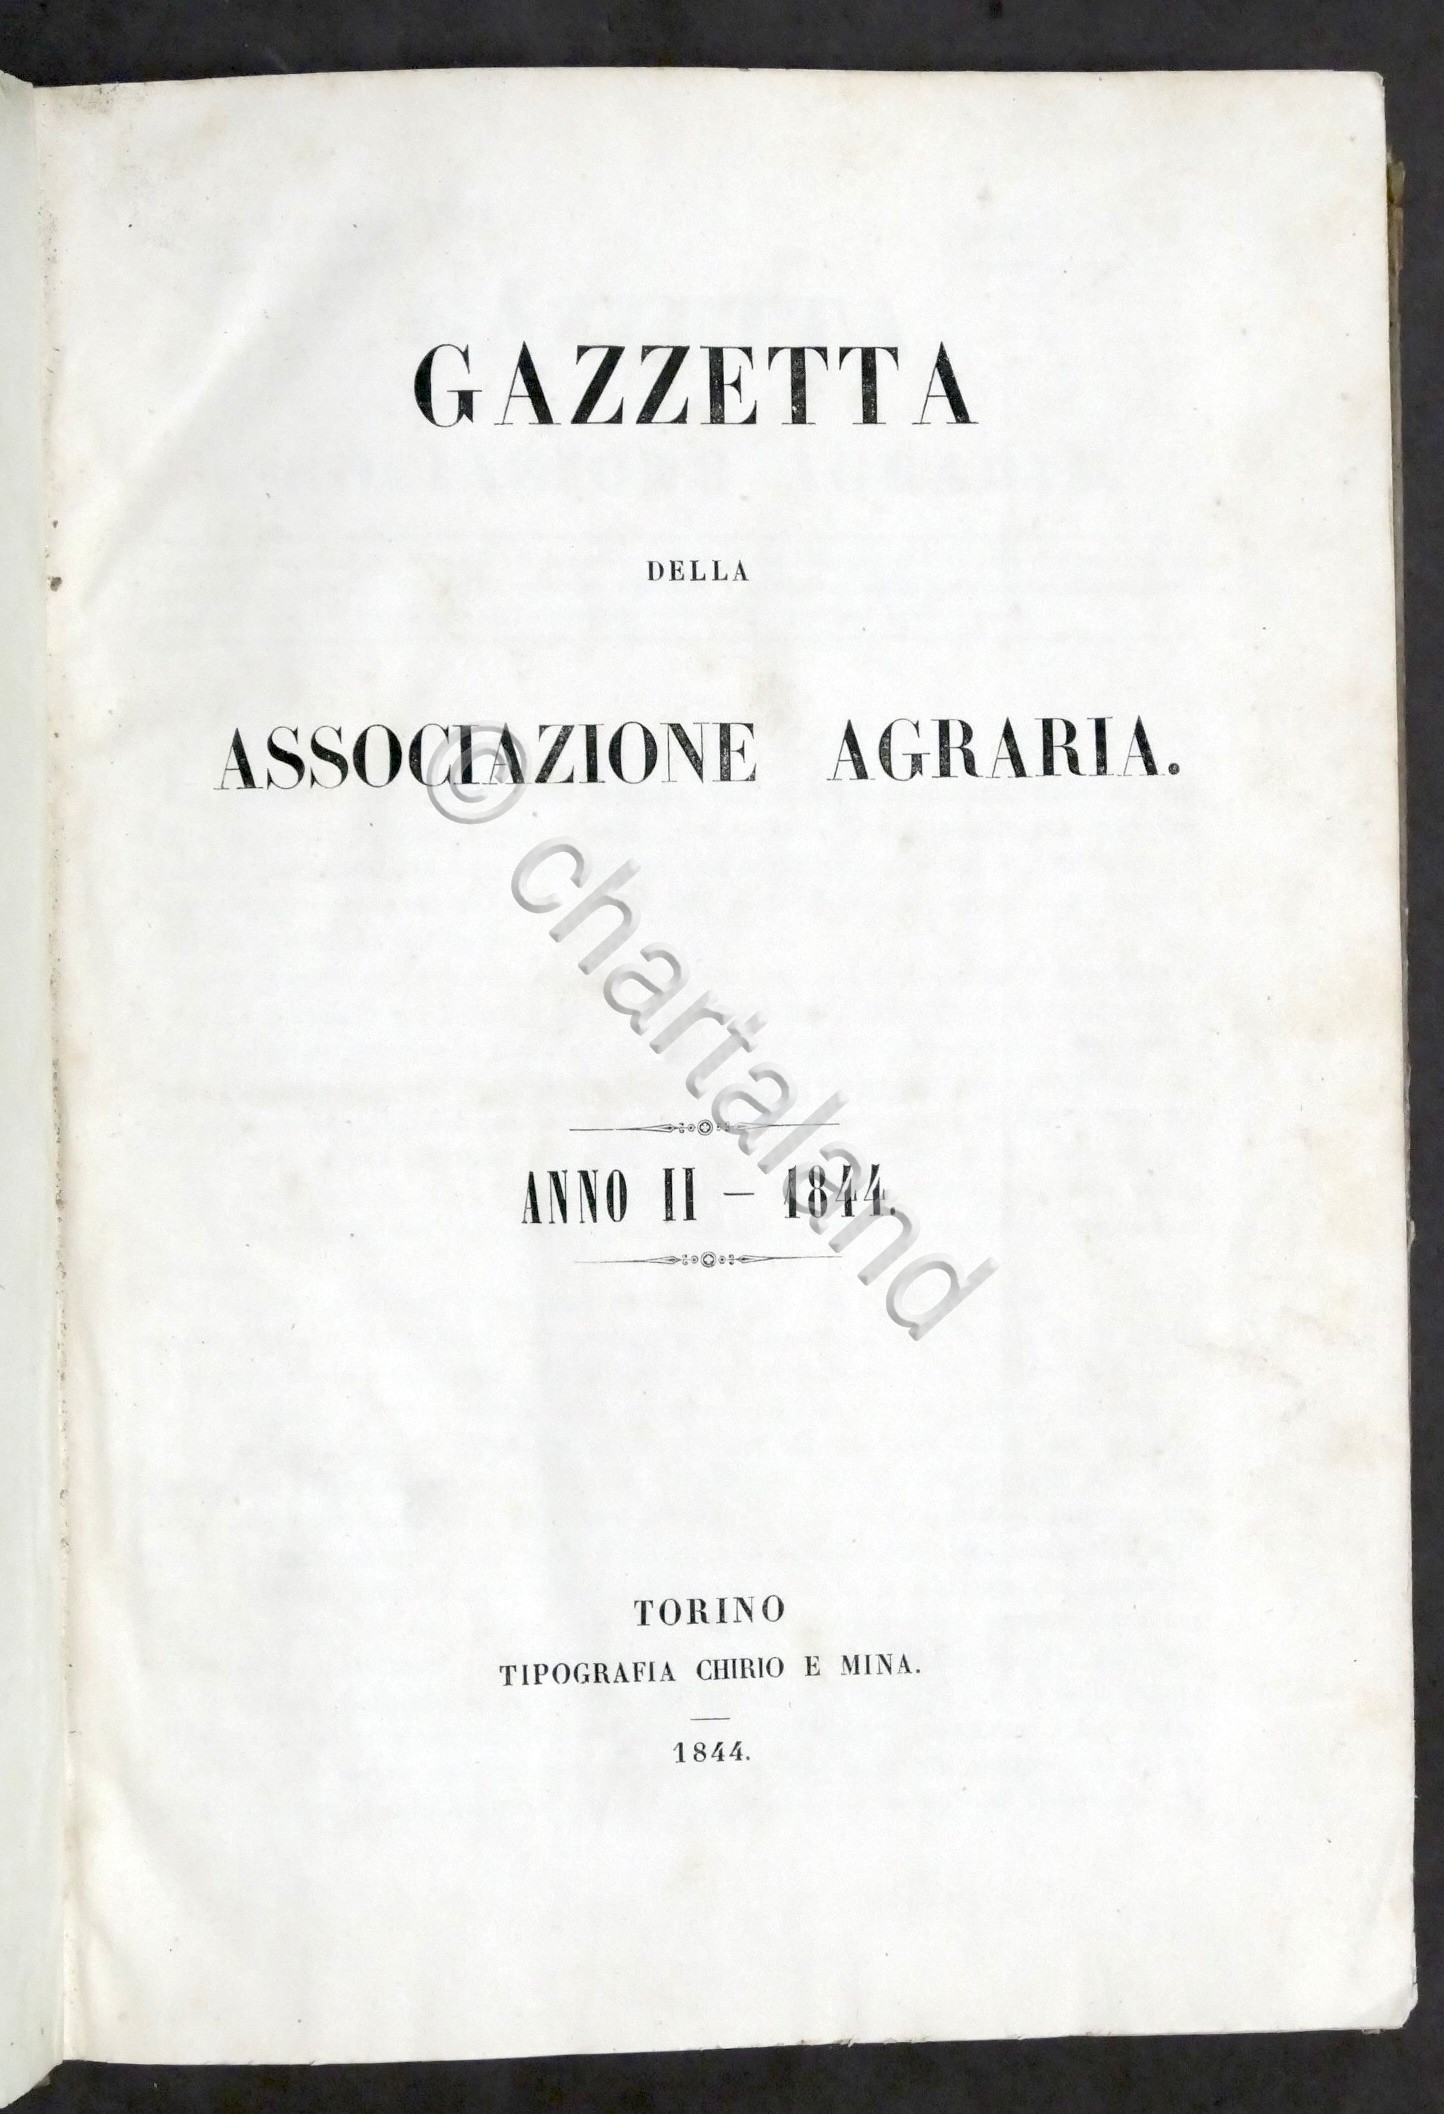 GAZZETTA
DELLA
ASSOCIAZIONE AGRARIA.
ANNO II — 1844.
TORINO
TIPOGRAFIA CHIRIO E MINA.
1844.
© chartaland